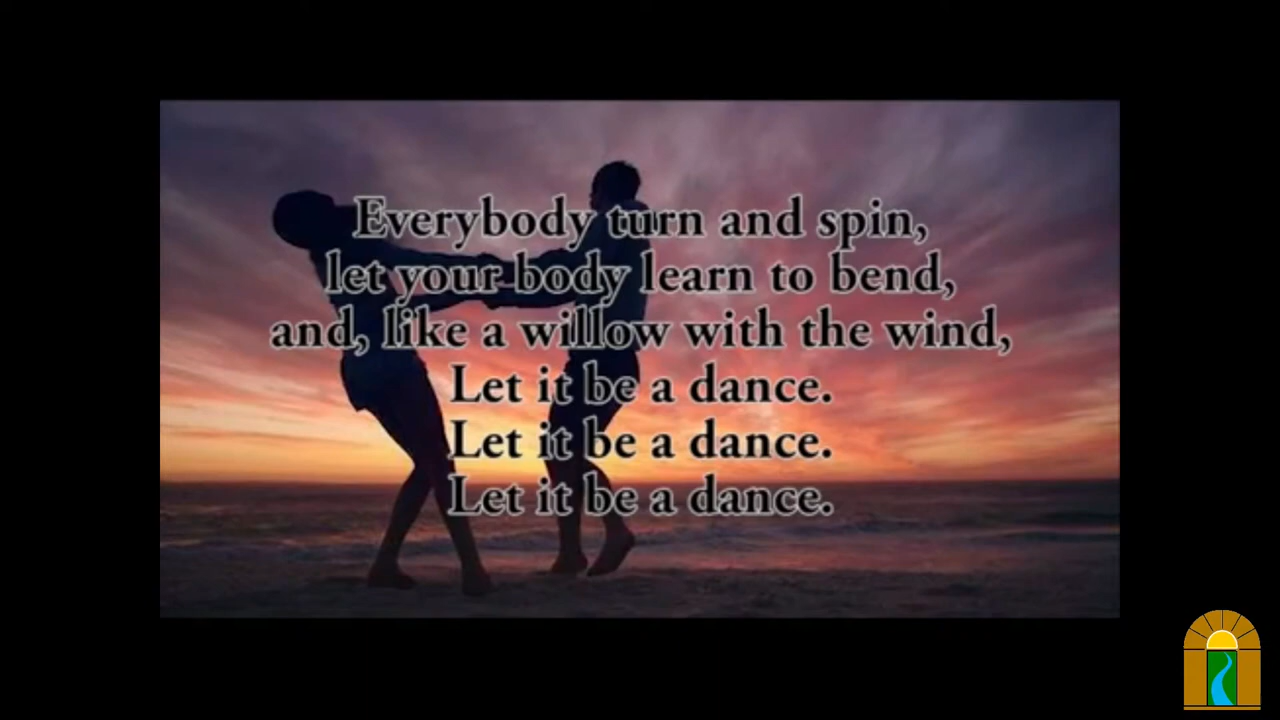 Everybody turn and spin,
let your body learn to bend,
and, like a willow with the wind,
Let it be a dance.
Let it be a dance.
Let it be a dance.